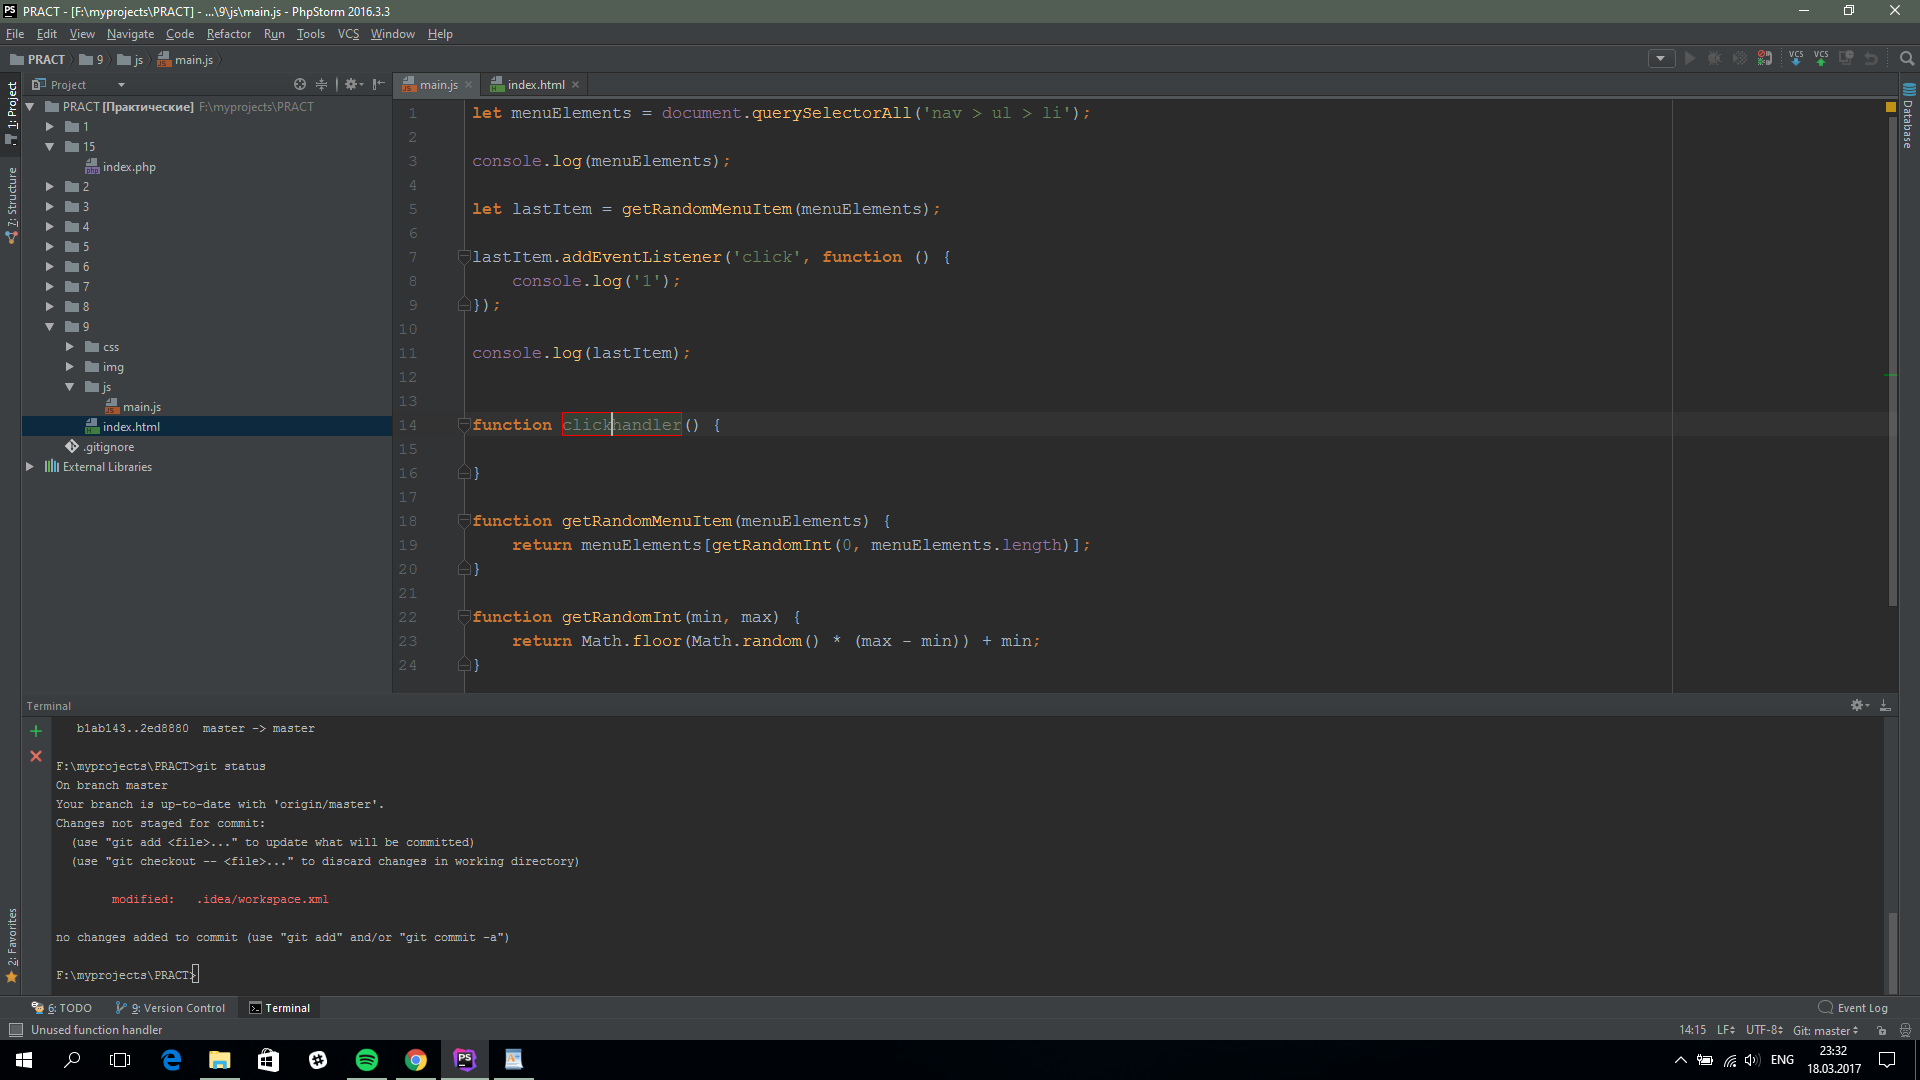 PRACT - [F:\myprojects\PRACT] - ...\9\js\main.js - PhpStorm 2016.3.3
File Edit View Navigate Code Refactor Run Tools VCS Window Help
PRACT 9 js main.js
VCS VCS
Project
main.js index.html
1: Project
7: Structure
2: Favorites
Database
PRACT [Практические] F:\myprojects\PRACT
1
15
index.php
2
3
4
5
6
7
8
9
css
img
js
main.js
index.html
.gitignore
External Libraries
1 let menuElements = document.querySelectorAll('nav > ul > li');
2
3 console.log(menuElements);
4
5 let lastItem = getRandomMenuItem(menuElements);
6
7 lastItem.addEventListener('click', function () {
8     console.log('1');
9 });
10
11 console.log(lastItem);
12
13
14 function clickhandler() {
15
16 }
17
18 function getRandomMenuItem(menuElements) {
19     return menuElements[getRandomInt(0, menuElements.length)];
20 }
21
22 function getRandomInt(min, max) {
23     return Math.floor(Math.random() * (max - min)) + min;
24 }
Terminal
b1ab143..2ed8880  master -> master
F:\myprojects\PRACT>git status
On branch master
Your branch is up-to-date with 'origin/master'.
Changes not staged for commit:
(use "git add <file>..." to update what will be committed)
(use "git checkout -- <file>..." to discard changes in working directory)
modified:   .idea/workspace.xml
no changes added to commit (use "git add" and/or "git commit -a")
F:\myprojects\PRACT>
6: TODO 9: Version Control Terminal Event Log
Unused function handler 14:15 LF UTF-8 Git: master
PS ENG 23:32
18.03.2017